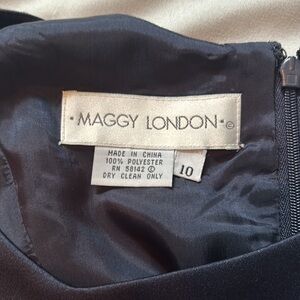 • MAGGY LONDON • ©
MADE IN CHINA
100% POLYESTER
RN 58142 ©
DRY CLEAN ONLY
10